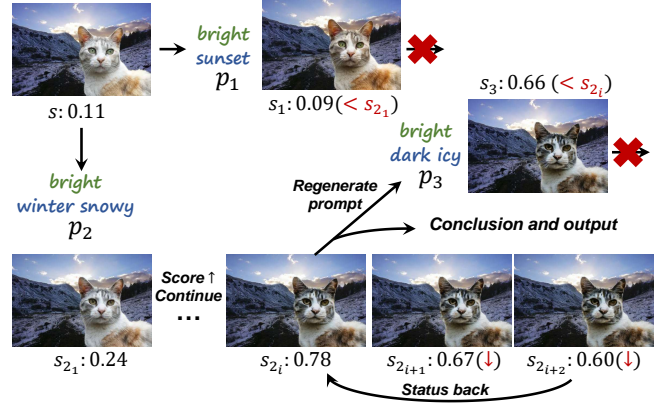 bright
sunset
p₁
s: 0.11
s₁: 0.09(< s₂₁)
s₃: 0.66 (< s₂ᵢ)
bright
winter snowy
p₂
bright
dark icy
p₃
Regenerate
prompt
Conclusion and output
Score ↑
Continue
...
s₂₁: 0.24
s₂ᵢ: 0.78
s₂ᵢ₊₁: 0.67(↓)
s₂ᵢ₊₂: 0.60(↓)
Status back